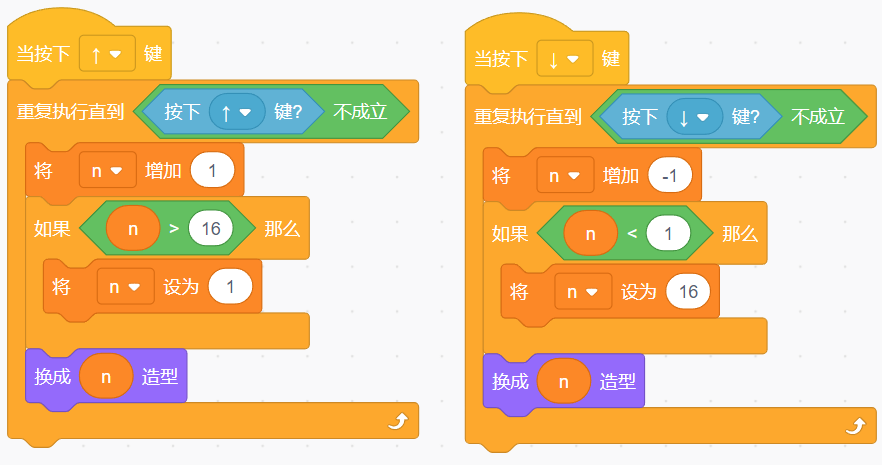 当按下 ↑ 键
重复执行直到 按下 ↑ 键? 不成立
将 n 增加 1
如果 n > 16 那么
将 n 设为 1
换成 n 造型
当按下 ↓ 键
重复执行直到 按下 ↓ 键? 不成立
将 n 增加 -1
如果 n < 1 那么
将 n 设为 16
换成 n 造型